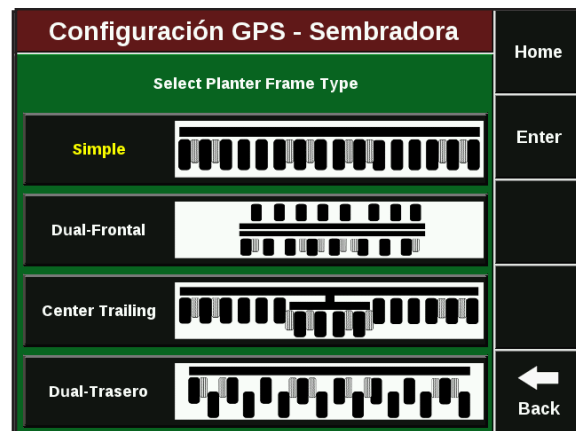 Configuración GPS - Sembradora
Select Planter Frame Type
Simple
Dual-Frontal
Center Trailing
Dual-Trasero
Home
Enter
Back